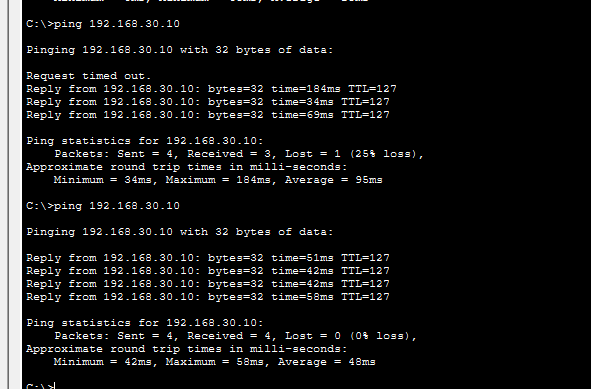 C:\>ping 192.168.30.10
Pinging 192.168.30.10 with 32 bytes of data:
Request timed out.
Reply from 192.168.30.10: bytes=32 time=184ms TTL=127
Reply from 192.168.30.10: bytes=32 time=34ms TTL=127
Reply from 192.168.30.10: bytes=32 time=69ms TTL=127
Ping statistics for 192.168.30.10:
Packets: Sent = 4, Received = 3, Lost = 1 (25% loss),
Approximate round trip times in milli-seconds:
Minimum = 34ms, Maximum = 184ms, Average = 95ms
C:\>ping 192.168.30.10
Pinging 192.168.30.10 with 32 bytes of data:
Reply from 192.168.30.10: bytes=32 time=51ms TTL=127
Reply from 192.168.30.10: bytes=32 time=42ms TTL=127
Reply from 192.168.30.10: bytes=32 time=42ms TTL=127
Reply from 192.168.30.10: bytes=32 time=58ms TTL=127
Ping statistics for 192.168.30.10:
Packets: Sent = 4, Received = 4, Lost = 0 (0% loss),
Approximate round trip times in milli-seconds:
Minimum = 42ms, Maximum = 58ms, Average = 48ms
C:\>